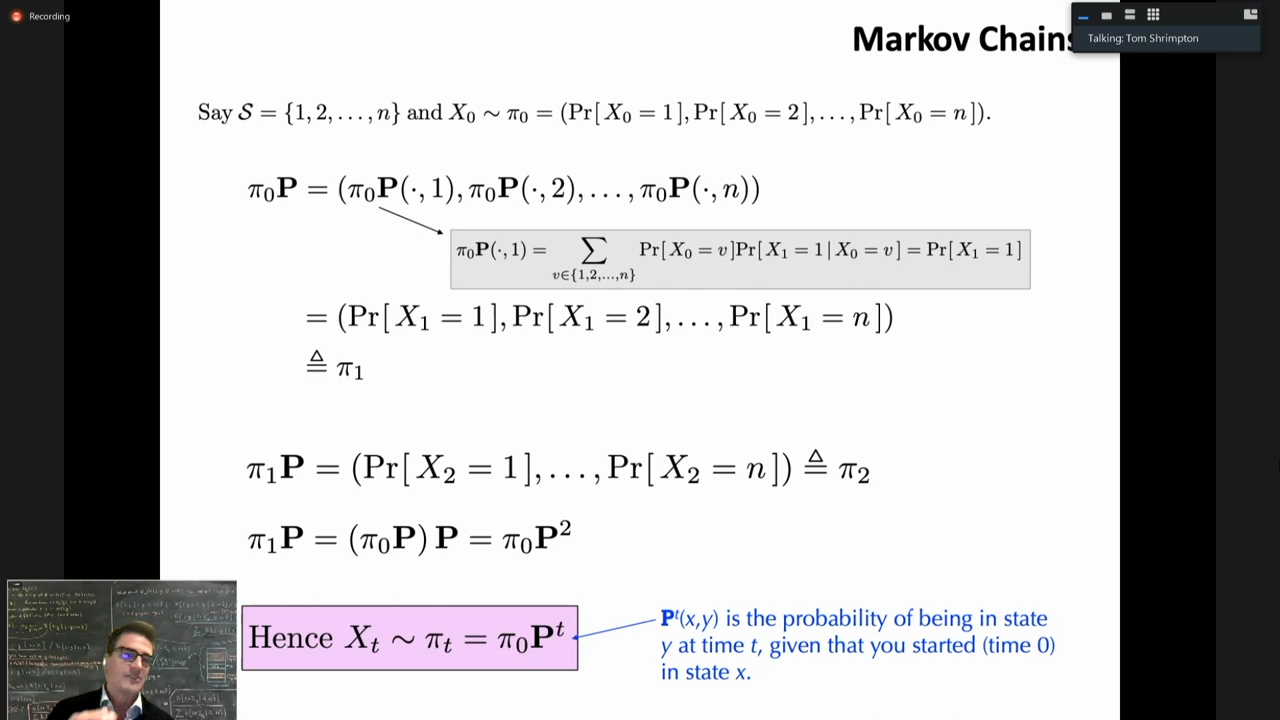 Recording
Talking: Tom Shrimpton
Markov Chains
Say 𝒮 = {1, 2, . . . , n} and X₀ ∼ π₀ = (Pr[ X₀ = 1 ], Pr[ X₀ = 2 ], . . . , Pr[ X₀ = n ]).
π₀𝐏 = (π₀𝐏(·, 1), π₀𝐏(·, 2), . . . , π₀𝐏(·, n))
π₀𝐏(·, 1) = ∑_{v∈{1,2,...,n}} Pr[ X₀ = v ]Pr[ X₁ = 1 | X₀ = v ] = Pr[ X₁ = 1 ]
= (Pr[ X₁ = 1 ], Pr[ X₁ = 2 ], . . . , Pr[ X₁ = n ])
≜ π₁
π₁𝐏 = (Pr[ X₂ = 1 ], . . . , Pr[ X₂ = n ]) ≜ π₂
π₁𝐏 = (π₀𝐏) 𝐏 = π₀𝐏²
Hence Xₜ ∼ πₜ = π₀𝐏ᵗ
𝐏ᵗ(x,y) is the probability of being in state
y at time t, given that you started (time 0)
in state x.